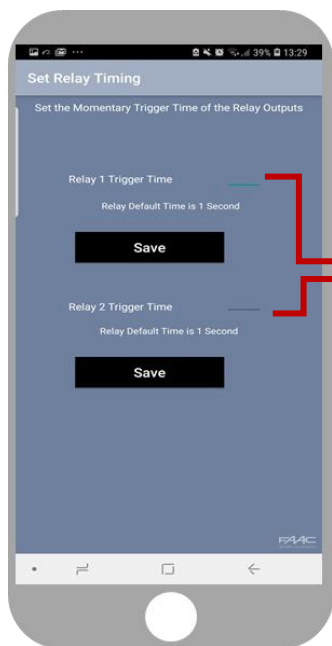 39% 13:29
Set Relay Timing
Set the Momentary Trigger Time of the Relay Outputs
Relay 1 Trigger Time
Relay Default Time is 1 Second
Save
Relay 2 Trigger Time
Relay Default Time is 1 Second
Save
FAAC